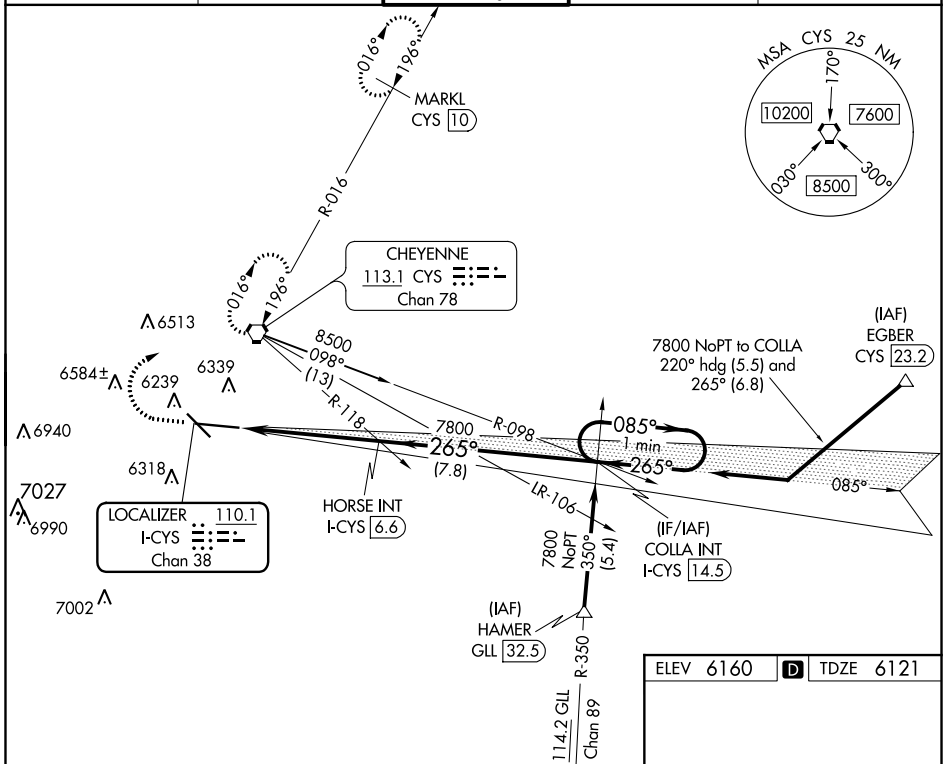 016°
196°
MARKL
CYS 10
R-016
MSA CYS 25 NM
170°
10200
7600
030°
300°
8500
016°
196°
CHEYENNE
113.1 CYS
Chan 78
6513
6584±
6239
6339
6940
6318
7027
6990
7002
8500
098°
(13)
R-118
R-098
7800
265°
(7.8)
LR-106
085°
1 min
265°
7800 NoPT to COLLA
220° hdg (5.5) and
265° (6.8)
(IAF)
EGBER
CYS 23.2
085°
LOCALIZER 110.1
I-CYS
Chan 38
HORSE INT
I-CYS 6.6
7800
NoPT
350°
(5.4)
(IF/IAF)
COLLA INT
I-CYS 14.5
(IAF)
HAMER
GLL 32.5
R-350
114.2 GLL
Chan 89
ELEV 6160 D TDZE 6121